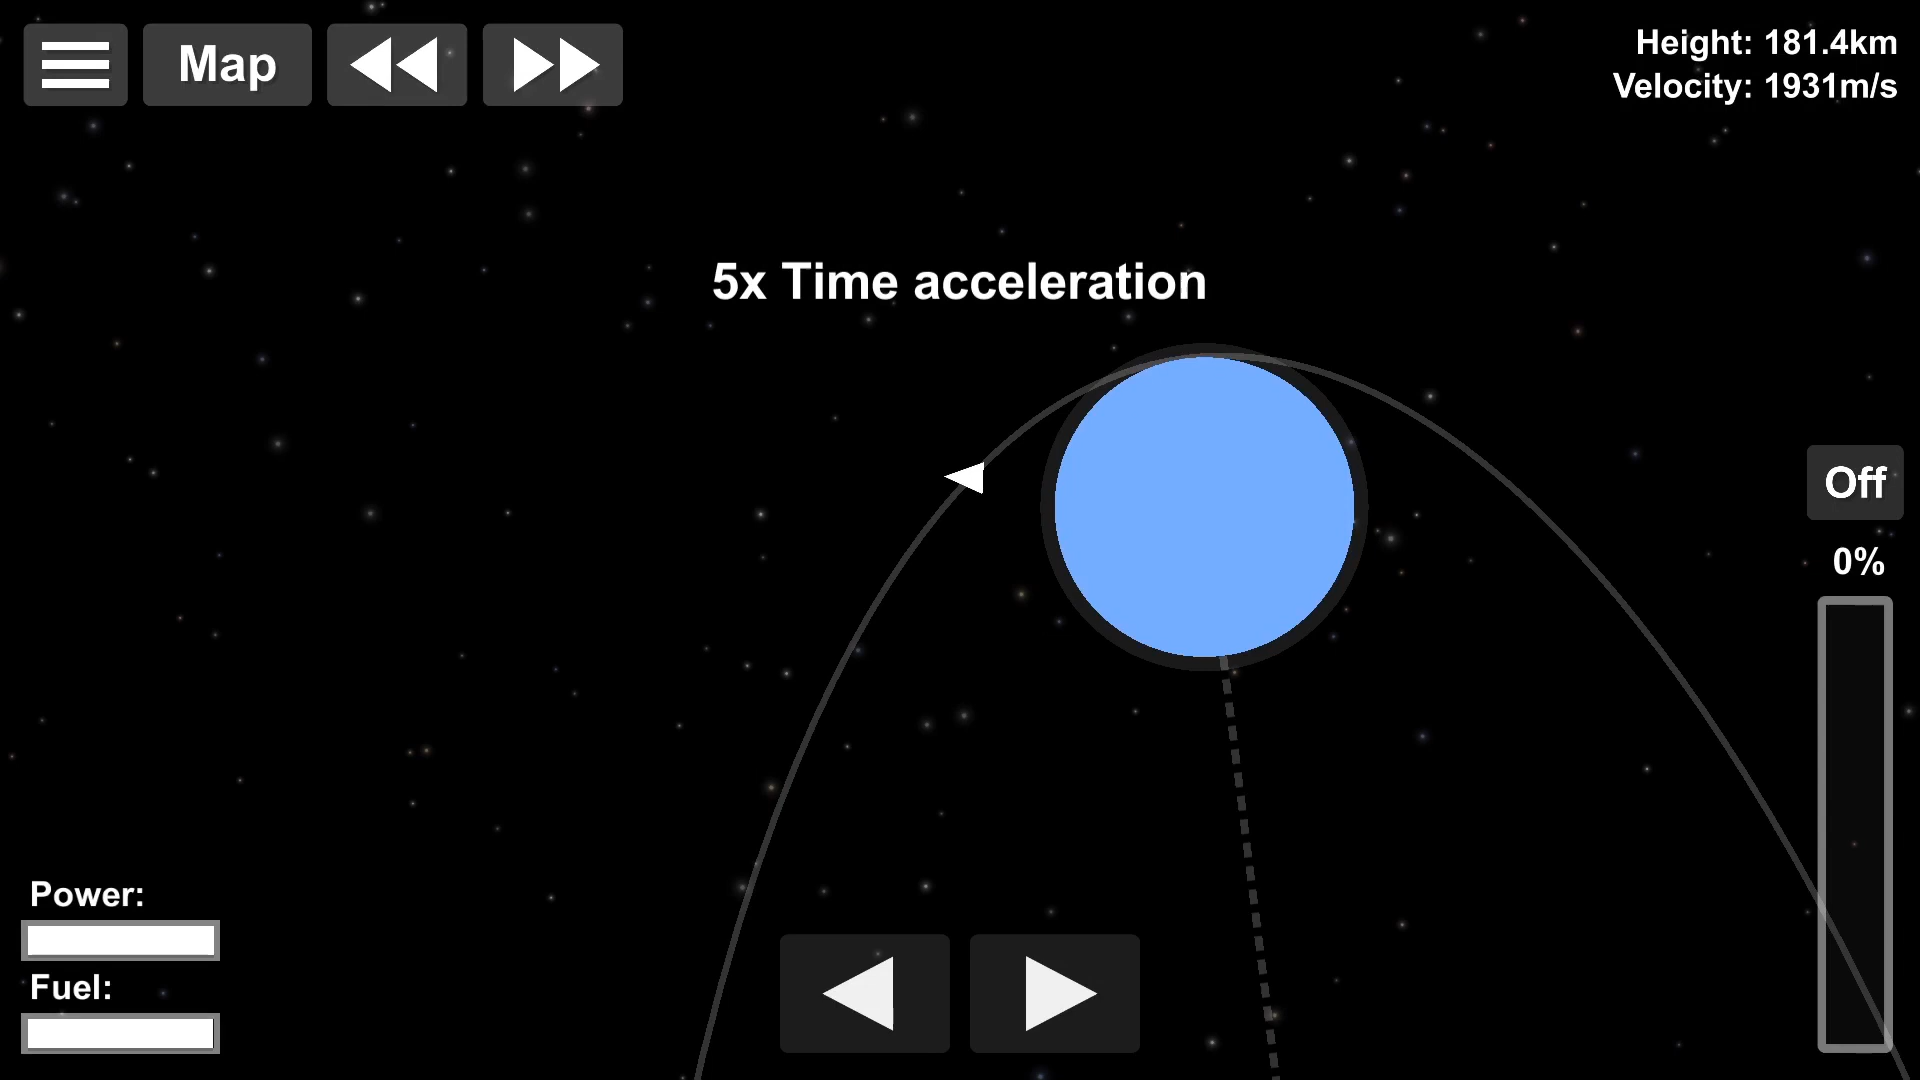 Map
Height: 181.4km
Velocity: 1931m/s
5x Time acceleration
Off
0%
Power:
Fuel: